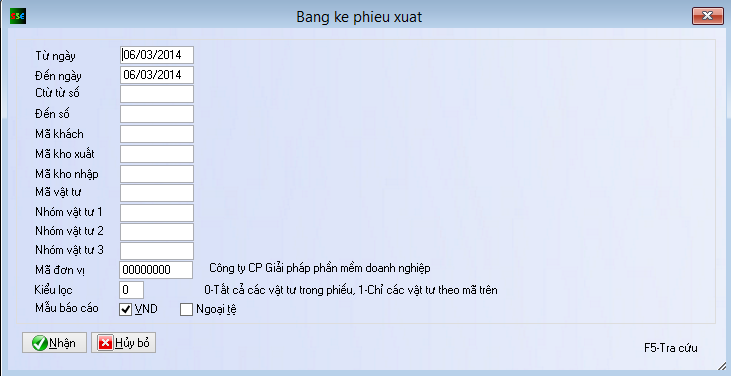 SE Bang ke phieu xuat
Từ ngày 06/03/2014
Đến ngày 06/03/2014
Ctừ từ số
Đến số
Mã khách
Mã kho xuất
Mã kho nhập
Mã vật tư
Nhóm vật tư 1
Nhóm vật tư 2
Nhóm vật tư 3
Mã đơn vị 00000000 Công ty CP Giải pháp phần mềm doanh nghiệp
Kiểu lọc 0 0-Tất cả các vật tư trong phiếu, 1-Chỉ các vật tư theo mã trên
Mẫu báo cáo VND Ngoại tệ
Nhận Hủy bỏ F5-Tra cứu